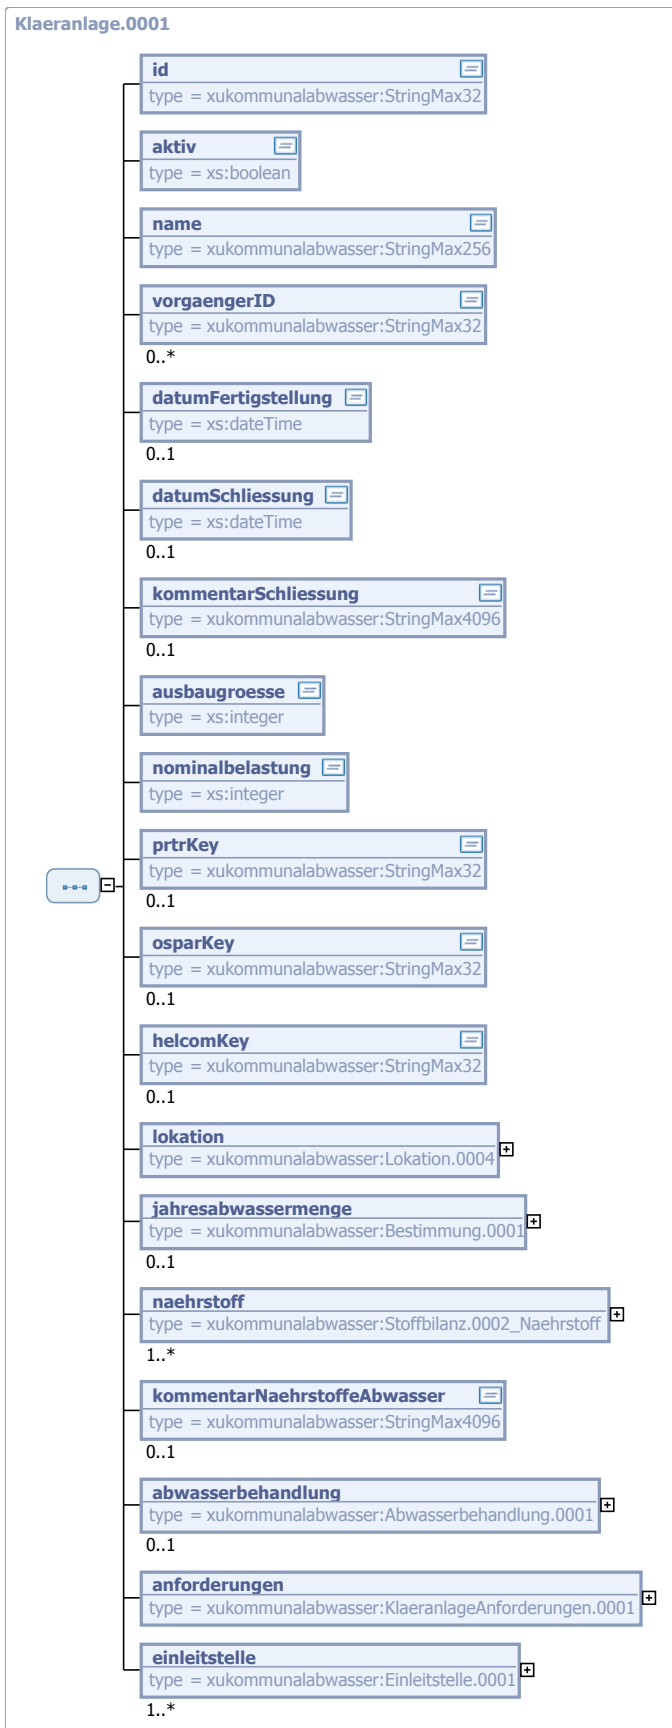 Klaeranlage.0001
id
type = xukommunalabwasser:StringMax32
aktiv
type = xs:boolean
name
type = xukommunalabwasser:StringMax256
vorgaengerID
type = xukommunalabwasser:StringMax32
0..*
datumFertigstellung
type = xs:dateTime
0..1
datumSchliessung
type = xs:dateTime
0..1
kommentarSchliessung
type = xukommunalabwasser:StringMax4096
0..1
ausbaugroesse
type = xs:integer
nominalbelastung
type = xs:integer
prtrKey
type = xukommunalabwasser:StringMax32
0..1
osparKey
type = xukommunalabwasser:StringMax32
0..1
helcomKey
type = xukommunalabwasser:StringMax32
0..1
lokation
type = xukommunalabwasser:Lokation.0004
jahresabwassermenge
type = xukommunalabwasser:Bestimmung.0001
0..1
naehrstoff
type = xukommunalabwasser:Stoffbilanz.0002_Naehrstoff
1..*
kommentarNaehrstoffeAbwasser
type = xukommunalabwasser:StringMax4096
0..1
abwasserbehandlung
type = xukommunalabwasser:Abwasserbehandlung.0001
0..1
anforderungen
type = xukommunalabwasser:KlaeranlageAnforderungen.0001
einleitstelle
type = xukommunalabwasser:Einleitstelle.0001
1..*